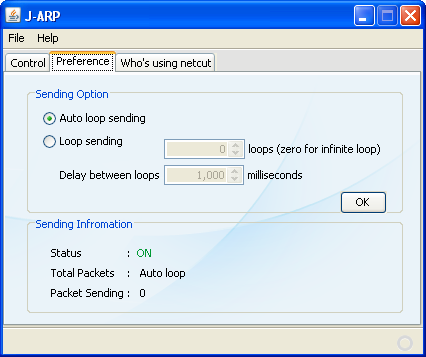 J-ARP
File Help
Control Preference Who's using netcut
Sending Option
Auto loop sending
Loop sending
0 loops (zero for infinite loop)
Delay between loops 1,000 milliseconds
OK
Sending Infromation
Status : ON
Total Packets : Auto loop
Packet Sending : 0